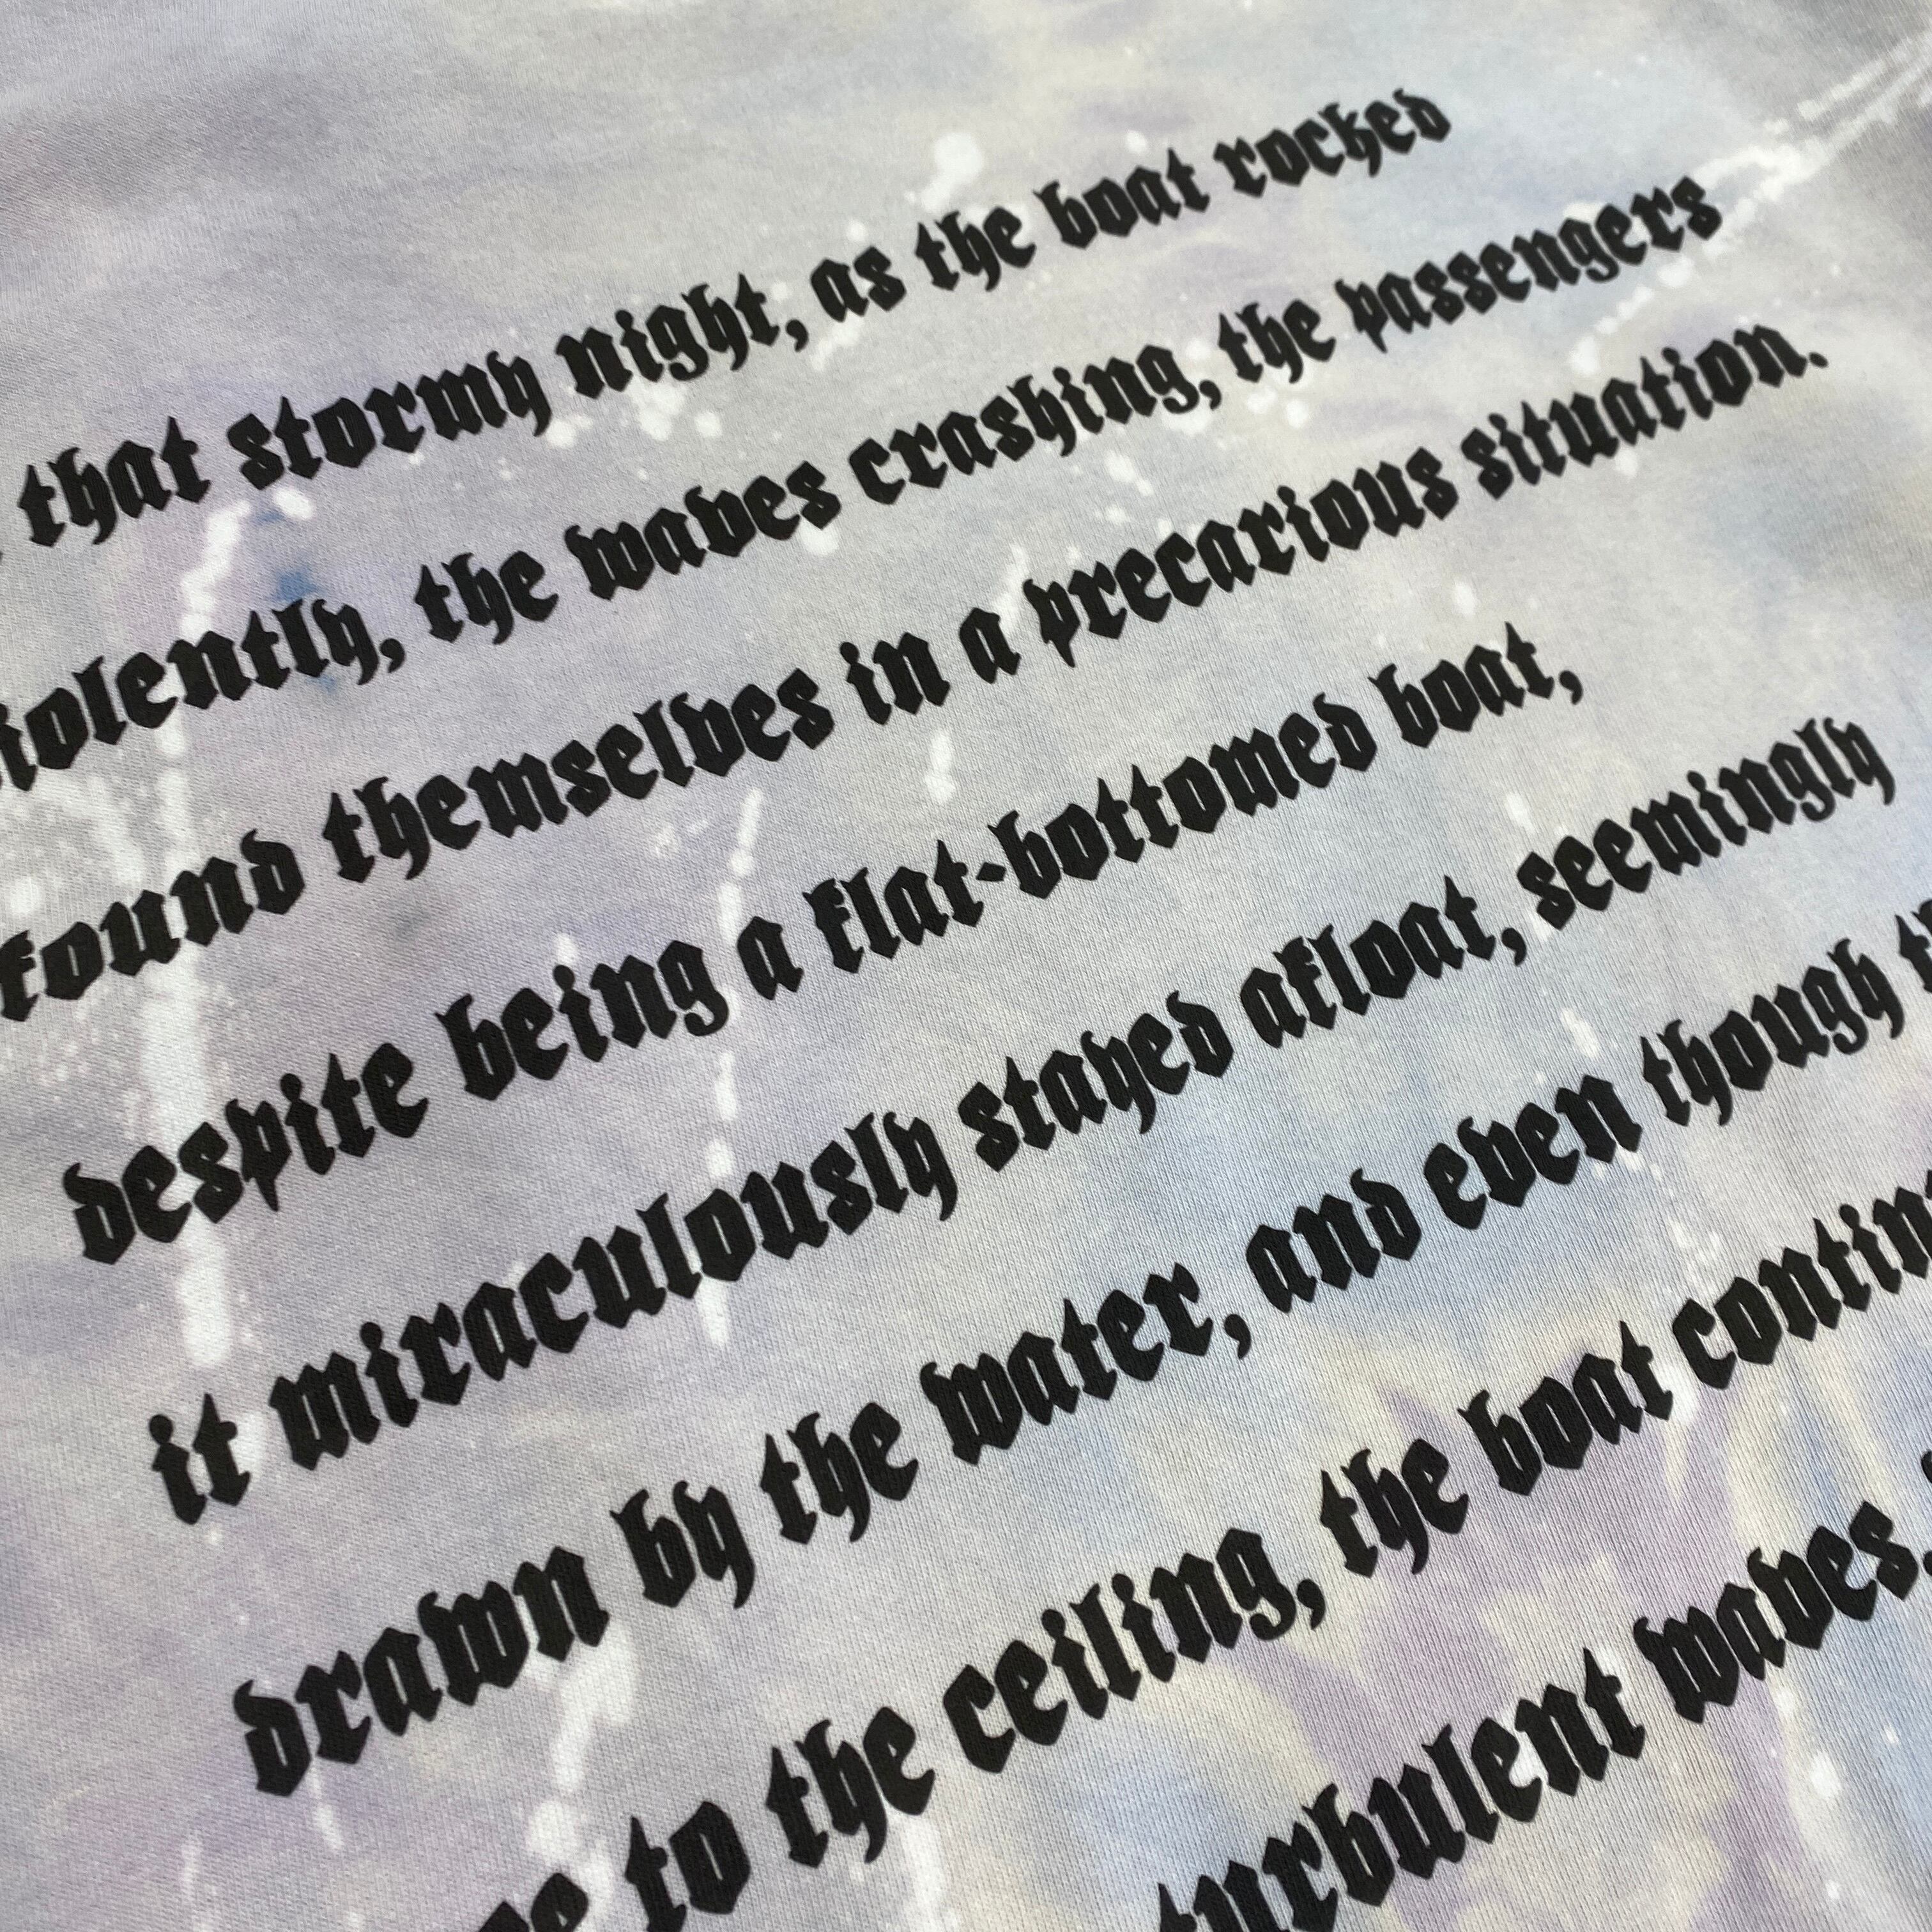 that stormy night, as the boat rocked
iolently, the waves crashing, the passengers
found themselves in a precarious situation.
despite being a flat-bottomed boat,
it miraculously stayed afloat, seemingly
drawn by the water, and even though
to the ceiling, the boat contin
turbulent waves.